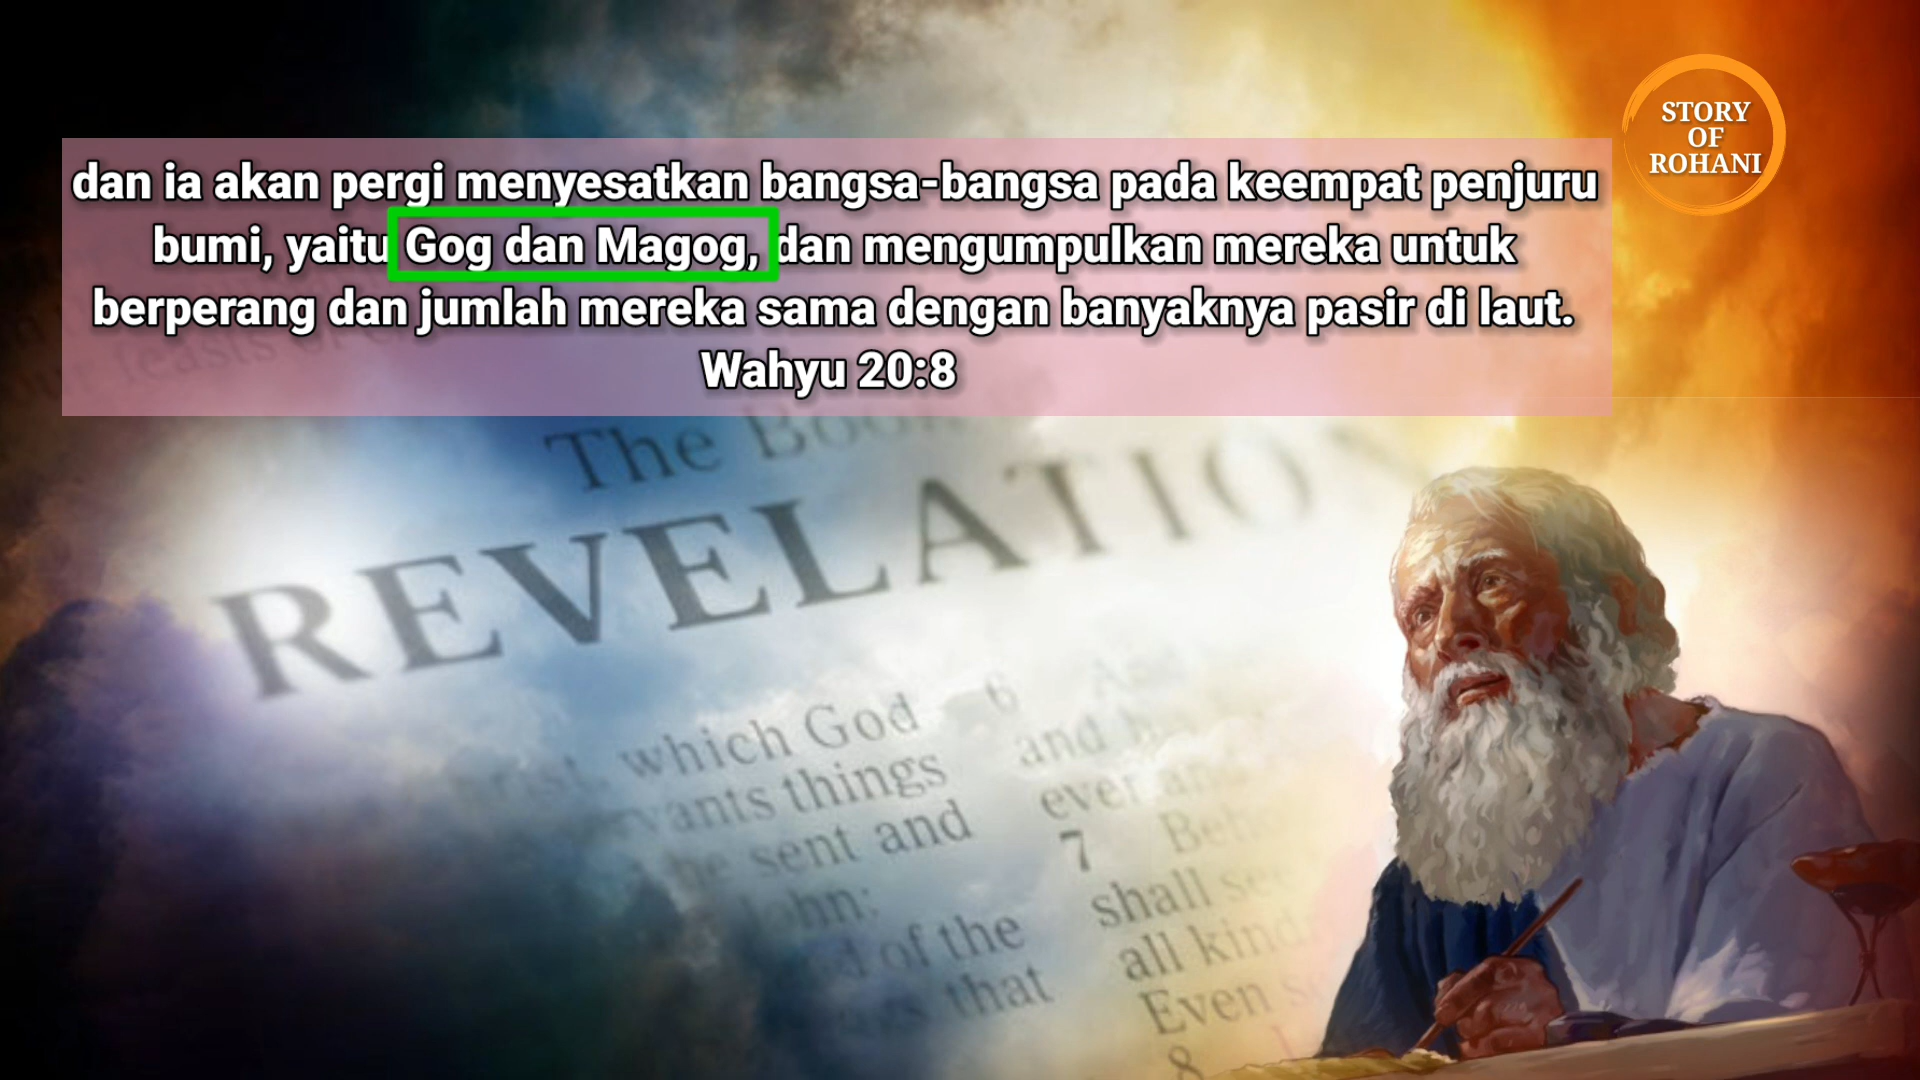 dan ia akan pergi menyesatkan bangsa-bangsa pada keempat penjuru
bumi, yaitu Gog dan Magog, dan mengumpulkan mereka untuk
berperang dan jumlah mereka sama dengan banyaknya pasir di laut.
Wahyu 20:8
STORY
OF
ROHANI
The Book
REVELATION
which God
things
sent and
of the
that
6
and
ever
7
shall
all
Even
8